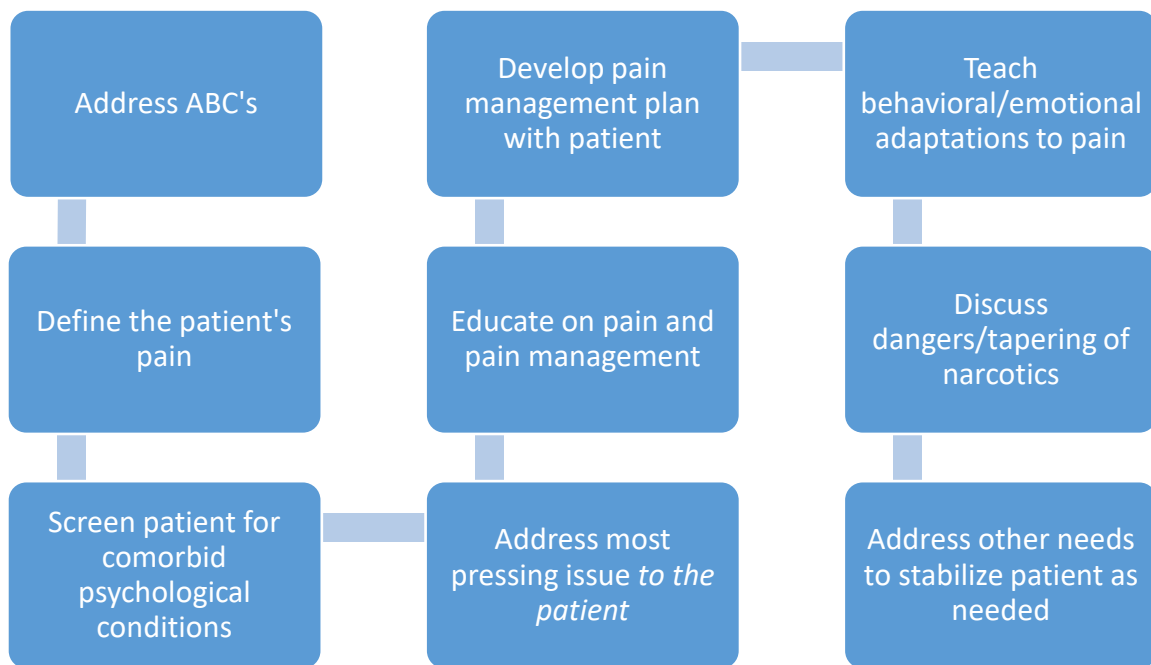 Address ABC's
Define the patient's
pain
Screen patient for
comorbid
psychological
conditions
Address most
pressing issue to the
patient
Educate on pain and
pain management
Develop pain
management plan
with patient
Teach
behavioral/emotional
adaptations to pain
Discuss
dangers/tapering of
narcotics
Address other needs
to stabilize patient as
needed